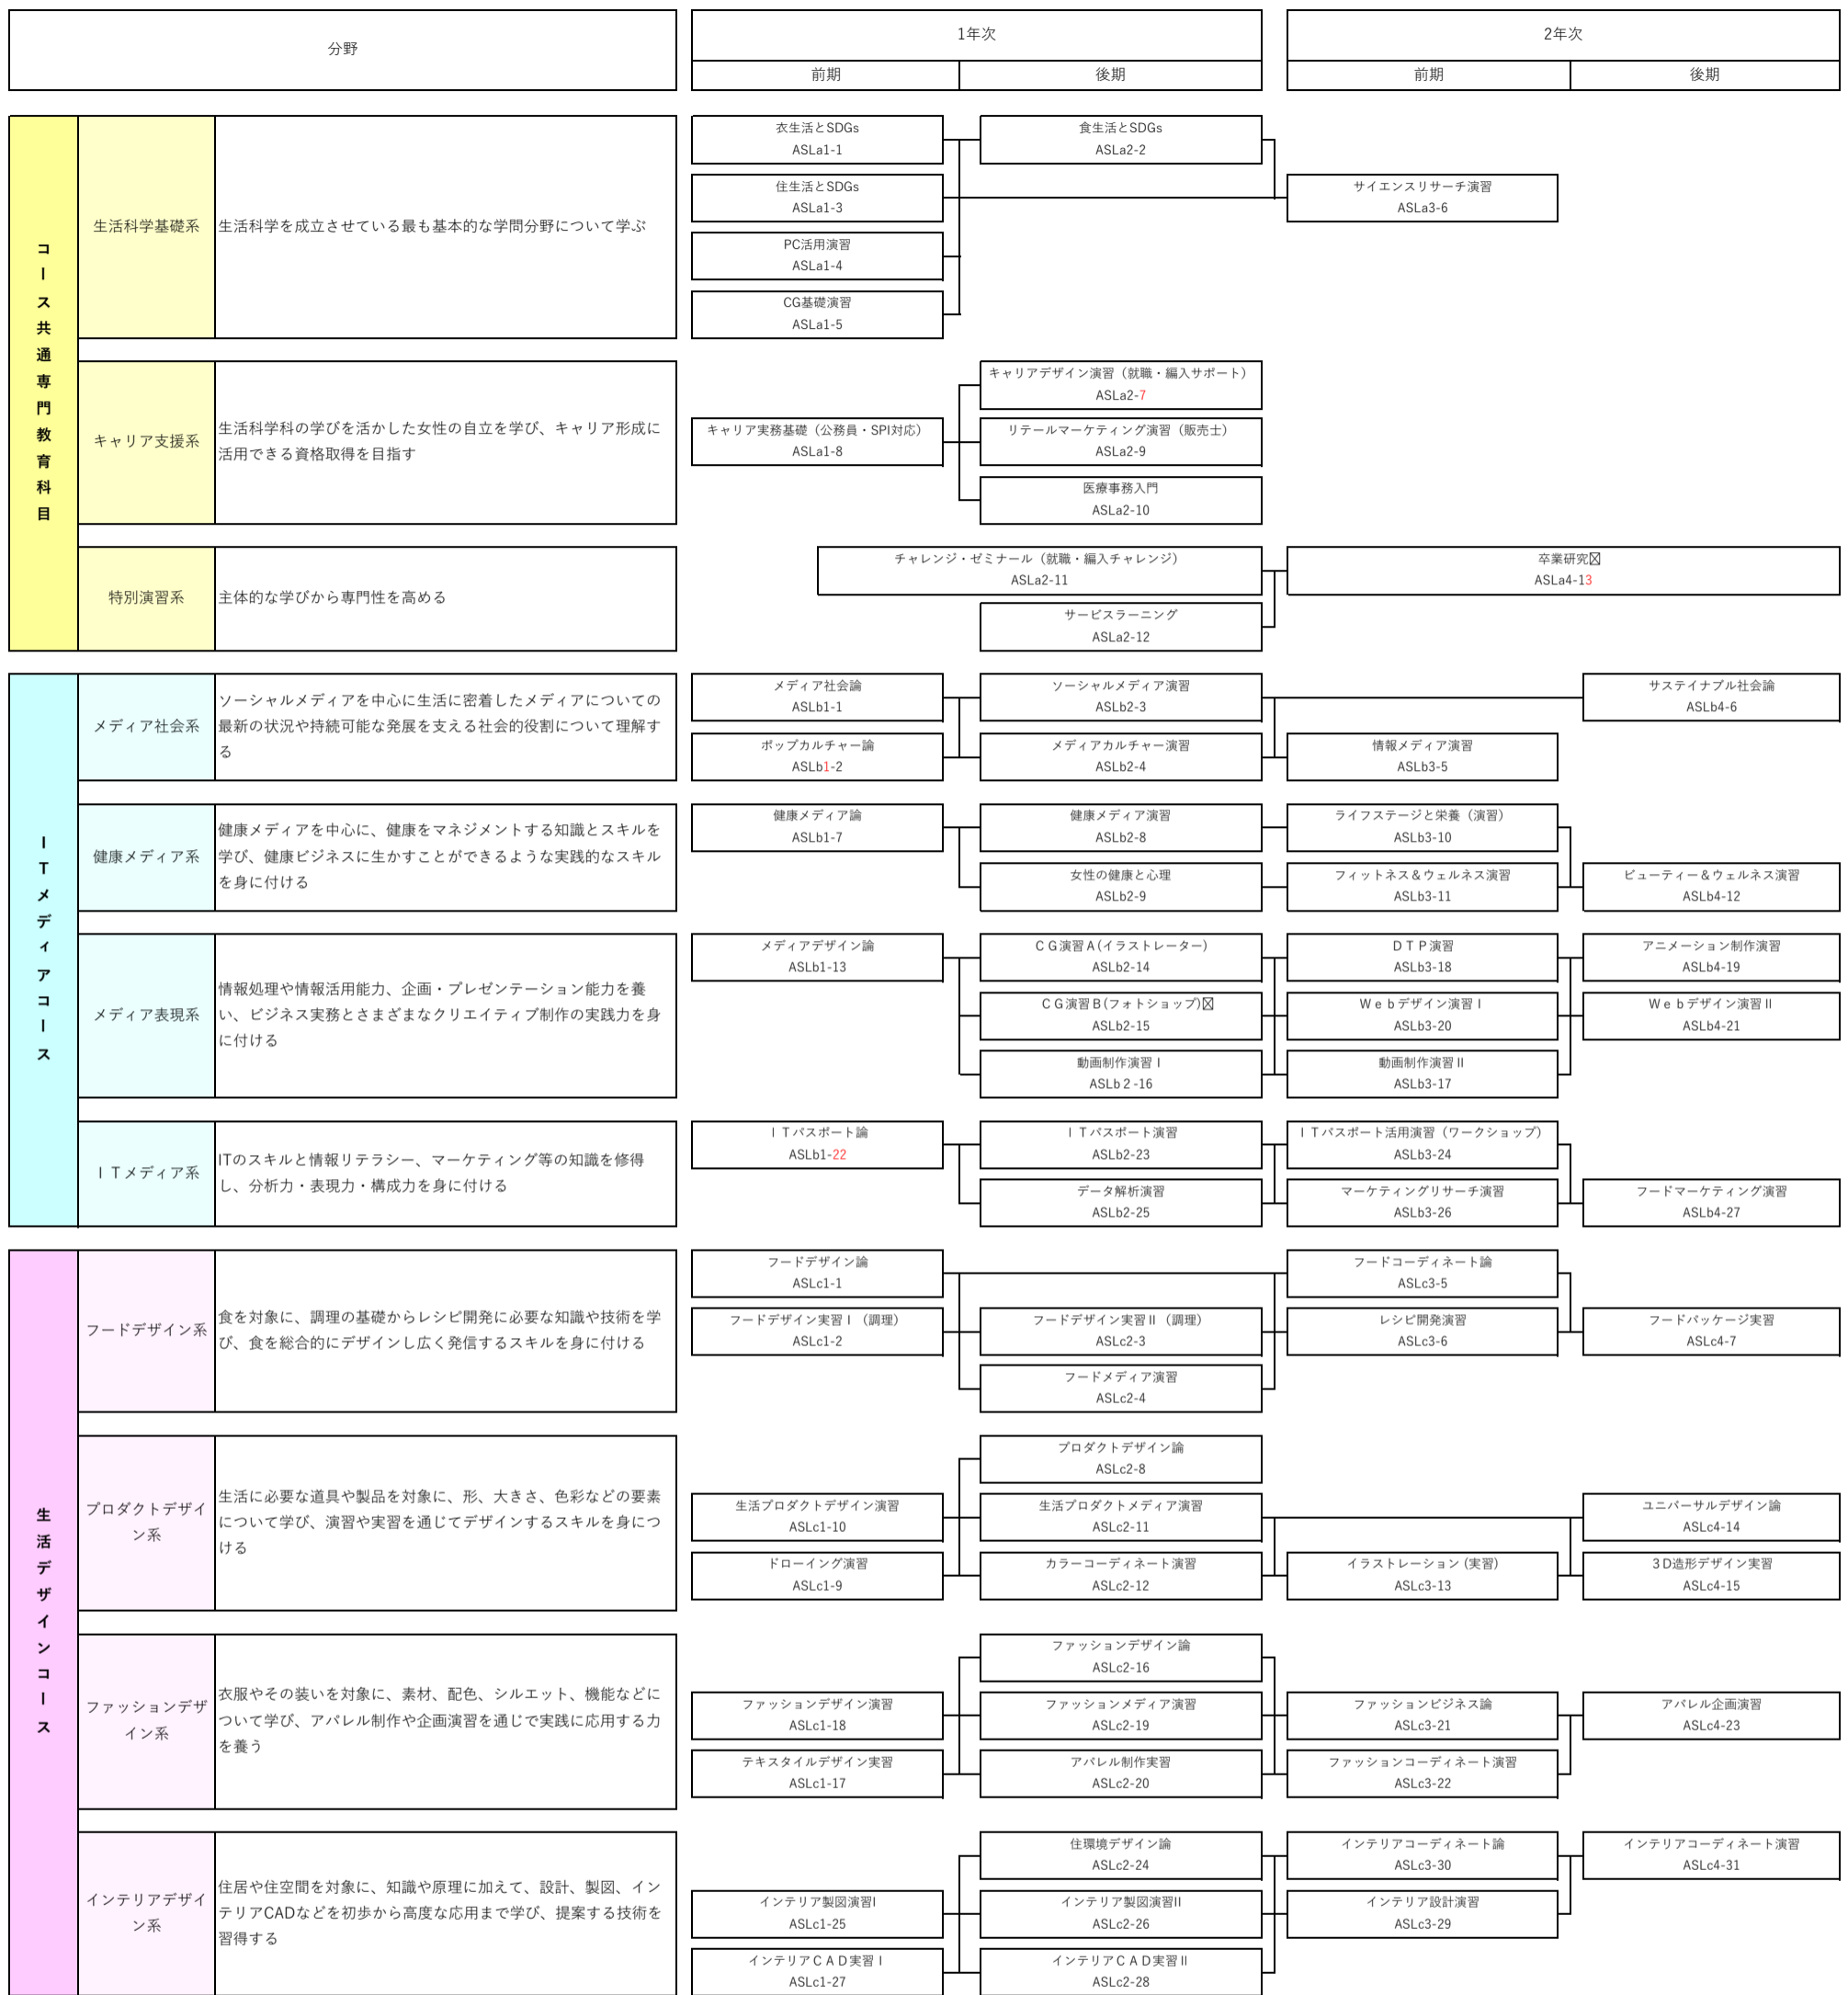 分野
1年次
2年次
前期
後期
前期
後期
コース共通専門教育科目
生活科学基礎系
生活科学を成立させている最も基本的な学問分野について学ぶ
衣生活とSDGs
ASLa1-1
食生活とSDGs
ASLa2-2
住生活とSDGs
ASLa1-3
サイエンスリサーチ演習
ASLa3-6
PC活用演習
ASLa1-4
CG基礎演習
ASLa1-5
キャリア支援系
生活科学科の学びを活かした女性の自立を学び、キャリア形成に
活用できる資格取得を目指す
キャリアデザイン演習（就職・編入サポート）
ASLa2-7
キャリア実務基礎（公務員・SPI対応）
ASLa1-8
リテールマーケティング演習（販売士）
ASLa2-9
医療事務入門
ASLa2-10
特別演習系
主体的な学びから専門性を高める
チャレンジ・ゼミナール（就職・編入チャレンジ）
ASLa2-11
卒業研究
ASLa4-13
サービスラーニング
ASLa2-12
ＩＴメディアコース
メディア社会系
ソーシャルメディアを中心に生活に密着したメディアについての
最新の状況や持続可能な発展を支える社会的役割について理解す
る
メディア社会論
ASLb1-1
ソーシャルメディア演習
ASLb2-3
サステイナブル社会論
ASLb4-6
ポップカルチャー論
ASLb1-2
メディアカルチャー演習
ASLb2-4
情報メディア演習
ASLb3-5
健康メディア系
健康メディアを中心に、健康をマネジメントする知識とスキルを
学び、健康ビジネスに生かすことができるような実践的なスキル
を身に付ける
健康メディア論
ASLb1-7
健康メディア演習
ASLb2-8
ライフステージと栄養（演習）
ASLb3-10
女性の健康と心理
ASLb2-9
フィットネス＆ウェルネス演習
ASLb3-11
ビューティー＆ウェルネス演習
ASLb4-12
メディア表現系
情報処理や情報活用能力、企画・プレゼンテーション能力を養
い、ビジネス実務とさまざまなクリエイティブ制作の実践力を身
に付ける
メディアデザイン論
ASLb1-13
ＣＧ演習Ａ(イラストレーター)
ASLb2-14
ＤＴＰ演習
ASLb3-18
アニメーション制作演習
ASLb4-19
ＣＧ演習Ｂ(フォトショップ)
ASLb2-15
Ｗｅｂデザイン演習Ⅰ
ASLb3-20
Ｗｅｂデザイン演習Ⅱ
ASLb4-21
動画制作演習Ⅰ
ASLb２-16
動画制作演習Ⅱ
ASLb3-17
ＩＴメディア系
ITのスキルと情報リテラシー、マーケティング等の知識を修得
し、分析力・表現力・構成力を身に付ける
ＩＴパスポート論
ASLb1-22
ＩＴパスポート演習
ASLb2-23
ＩＴパスポート活用演習（ワークショップ）
ASLb3-24
データ解析演習
ASLb2-25
マーケティングリサーチ演習
ASLb3-26
フードマーケティング演習
ASLb4-27
生活デザインコース
フードデザイン系
食を対象に、調理の基礎からレシピ開発に必要な知識や技術を学
び、食を総合的にデザインし広く発信するスキルを身に付ける
フードデザイン論
ASLc1-1
フードコーディネート論
ASLc3-5
フードデザイン実習Ⅰ（調理）
ASLc1-2
フードデザイン実習Ⅱ（調理）
ASLc2-3
レシピ開発演習
ASLc3-6
フードパッケージ実習
ASLc4-7
フードメディア演習
ASLc2-4
プロダクトデザイ
ン系
生活に必要な道具や製品を対象に、形、大きさ、色彩などの要素
について学び、演習や実習を通じてデザインするスキルを身につ
ける
プロダクトデザイン論
ASLc2-8
生活プロダクトデザイン演習
ASLc1-10
生活プロダクトメディア演習
ASLc2-11
ユニバーサルデザイン論
ASLc4-14
ドローイング演習
ASLc1-9
カラーコーディネート演習
ASLc2-12
イラストレーション (実習)
ASLc3-13
３D造形デザイン実習
ASLc4-15
ファッションデザ
イン系
衣服やその装いを対象に、素材、配色、シルエット、機能などに
ついて学び、アパレル制作や企画演習を通じで実践に応用する力
を養う
ファッションデザイン論
ASLc2-16
ファッションデザイン演習
ASLc1-18
ファッションメディア演習
ASLc2-19
ファッションビジネス論
ASLc3-21
アパレル企画演習
ASLc4-23
テキスタイルデザイン実習
ASLc1-17
アパレル制作実習
ASLc2-20
ファッションコーディネート演習
ASLc3-22
インテリアデザイ
ン系
住居や住空間を対象に、知識や原理に加えて、設計、製図、イン
テリアCADなどを初歩から高度な応用まで学び、提案する技術を
習得する
住環境デザイン論
ASLc2-24
インテリアコーディネート論
ASLc3-30
インテリアコーディネート演習
ASLc4-31
インテリア製図演習I
ASLc1-25
インテリア製図演習II
ASLc2-26
インテリア設計演習
ASLc3-29
インテリアＣＡＤ実習Ⅰ
ASLc1-27
インテリアＣＡＤ実習Ⅱ
ASLc2-28